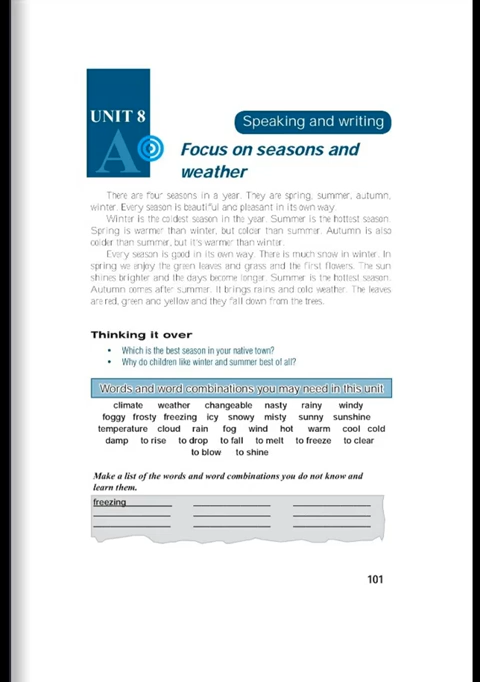 UNIT 8
A
Speaking and writing
Focus on seasons and
weather
There are four seasons in a year. They are spring, summer, autumn,
winter. Every season is beautiful and pleasant in its own way.
Winter is the coldest season in the year. Summer is the hottest season.
Spring is warmer than winter, but colder than summer. Autumn is also
colder than summer, but it's warmer than winter.
Every season is good in its own way. There is much snow in winter. In
spring we enjoy the green leaves and grass and the first flowers. The sun
shines brighter and the days become longer. Summer is the hottest season.
Autumn comes after summer. It brings rains and cold weather. The leaves
are red, green and yellow and they fall down from the trees.
Thinking it over
• Which is the best season in your native town?
• Why do children like winter and summer best of all?
Words and word combinations you may need in this unit
climate weather changeable nasty rainy windy
foggy frosty freezing icy snowy misty sunny sunshine
temperature cloud rain fog wind hot warm cool cold
damp to rise to drop to fall to melt to freeze to clear
to blow to shine
Make a list of the words and word combinations you do not know and
learn them.
freezing
101